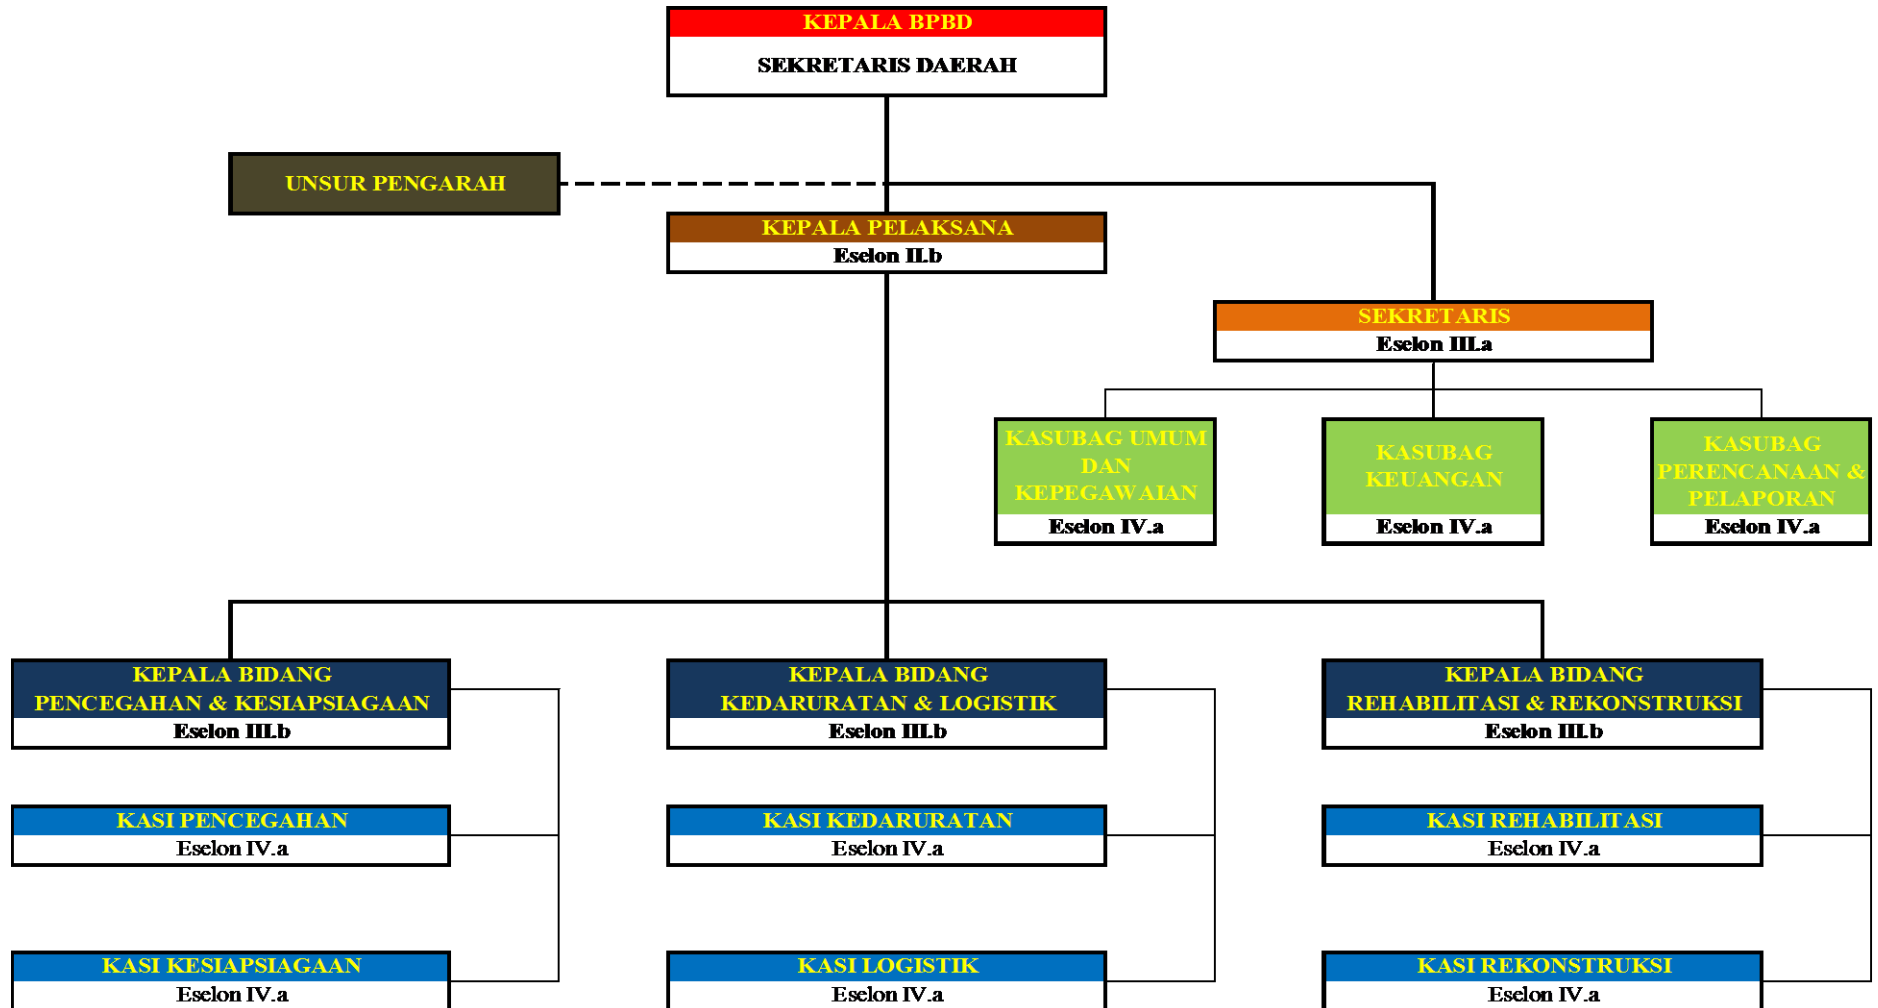 KEPALA BPBD
SEKRETARIS DAERAH
UNSUR PENGARAH
KEPALA PELAKSANA
Eselon II.b
SEKRETARIS
Eselon III.a
KASUBAG UMUM
DAN
KEPEGAWAIAN
Eselon IV.a
KASUBAG
KEUANGAN
Eselon IV.a
KASUBAG
PERENCANAAN &
PELAPORAN
Eselon IV.a
KEPALA BIDANG
PENCEGAHAN & KESIAPSIAGAAN
Eselon III.b
KEPALA BIDANG
KEDARURATAN & LOGISTIK
Eselon III.b
KEPALA BIDANG
REHABILITASI & REKONSTRUKSI
Eselon III.b
KASI PENCEGAHAN
Eselon IV.a
KASI KEDARURATAN
Eselon IV.a
KASI REHABILITASI
Eselon IV.a
KASI KESIAPSIAGAAN
Eselon IV.a
KASI LOGISTIK
Eselon IV.a
KASI REKONSTRUKSI
Eselon IV.a